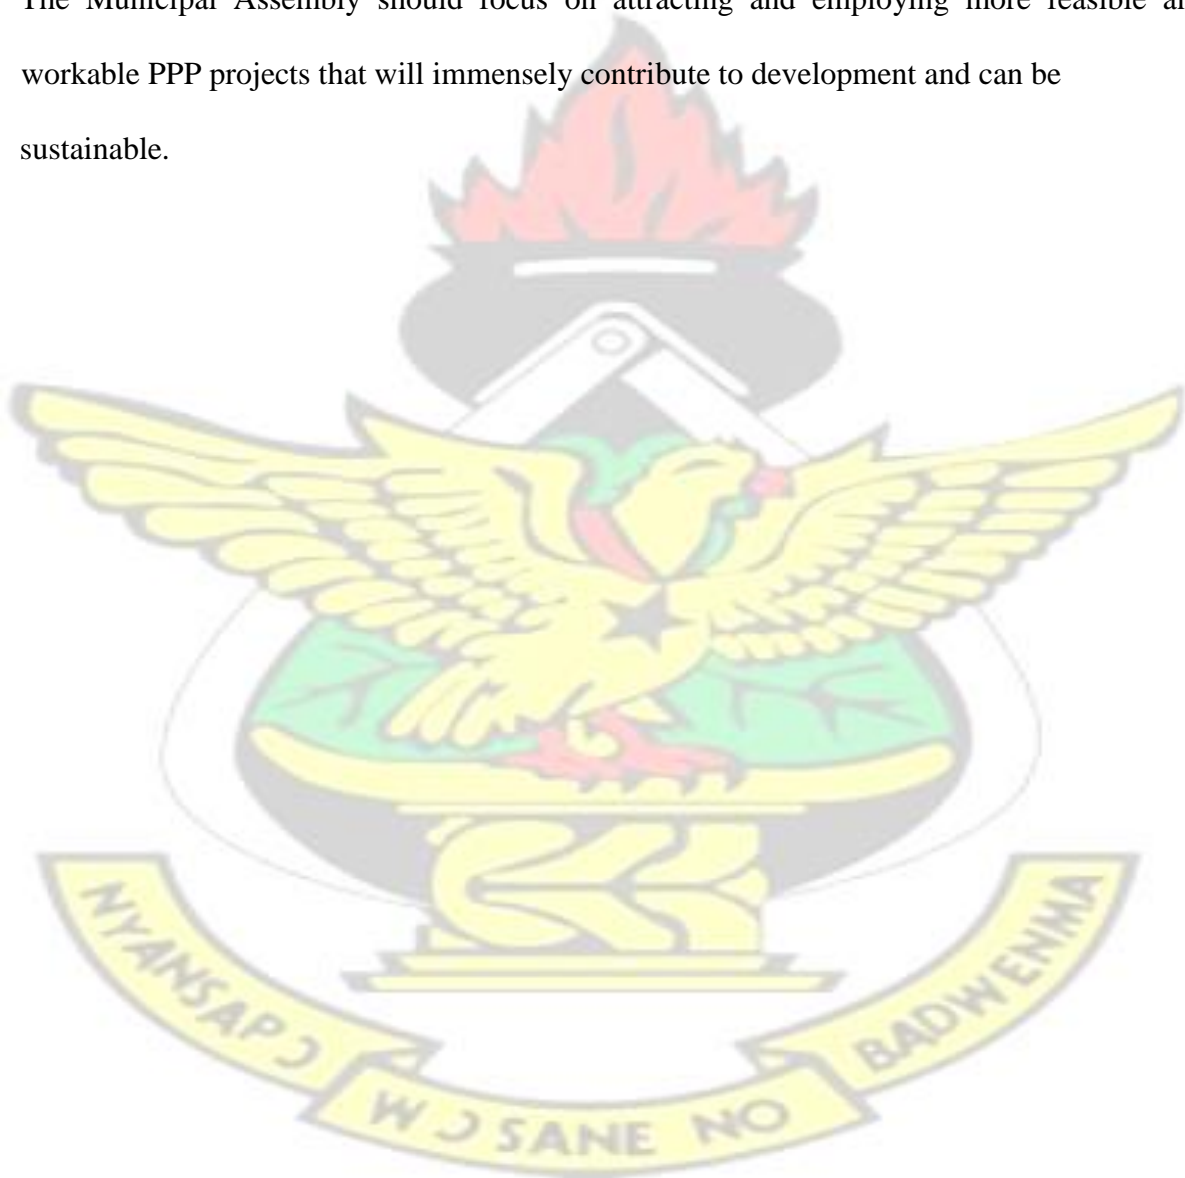 The Municipal Assembly should focus on attracting and employing more feasible
workable PPP projects that will immensely contribute to development and can be
sustainable.
NYANSAPƆ
WƆSANE NO
BADWENMA